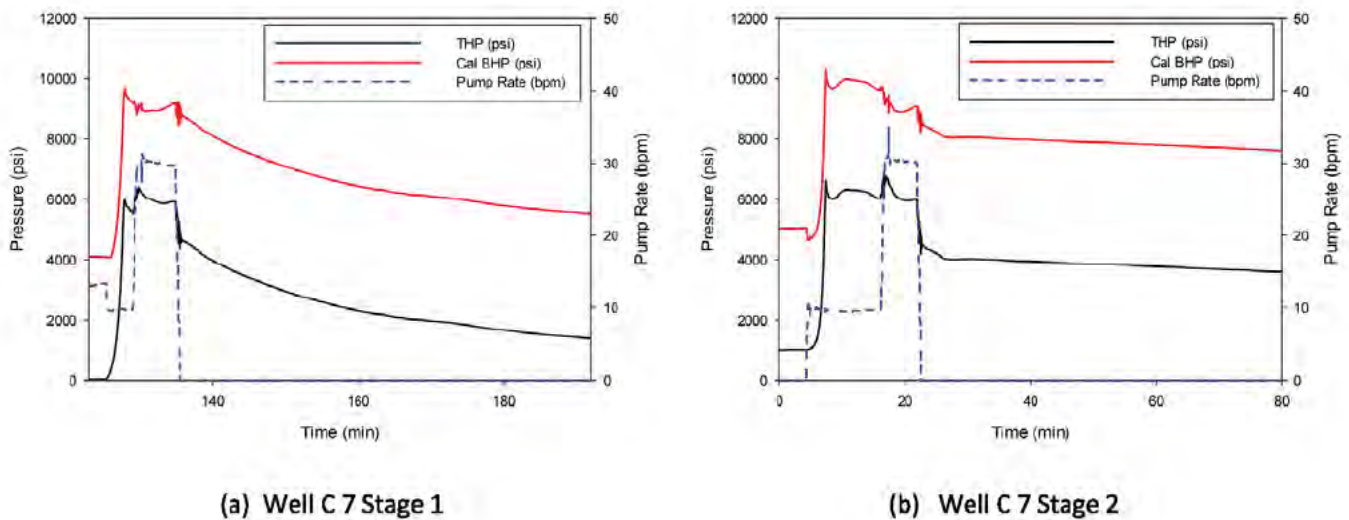 12000
10000
8000
6000
4000
2000
0
Pressure (psi)
THP (psi)
Cal BHP (psi)
Pump Rate (bpm)
50
40
30
20
10
0
Pump Rate (bpm)
140
160
180
Time (min)
(a) Well C 7 Stage 1
12000
10000
8000
6000
4000
2000
0
Pressure (psi)
THP (psi)
Cal BHP (psi)
Pump Rate (bpm)
50
40
30
20
10
0
Pump Rate (bpm)
0
20
40
60
80
Time (min)
(b) Well C 7 Stage 2